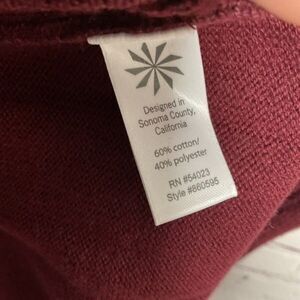 Designed in
Sonoma County,
California
60% cotton/
40% polyester
RN #54023
Style #860595